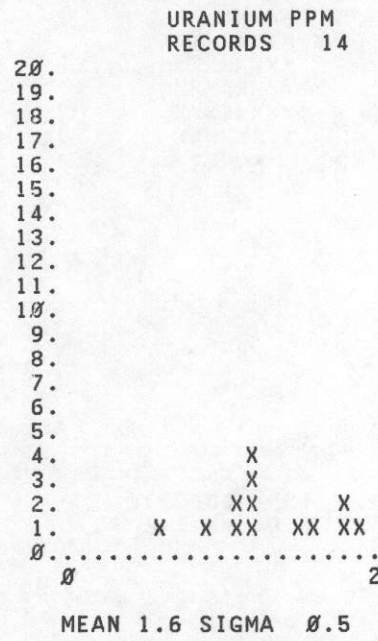 URANIUM PPM
RECORDS 14
2Ø.
19.
18.
17.
16.
15.
14.
13.
12.
11.
1Ø.
9.
8.
7.
6.
5.
4. X
3. X
2. XX X
1. X X XX XX XX
Ø.....................
Ø 2
MEAN 1.6 SIGMA Ø.5